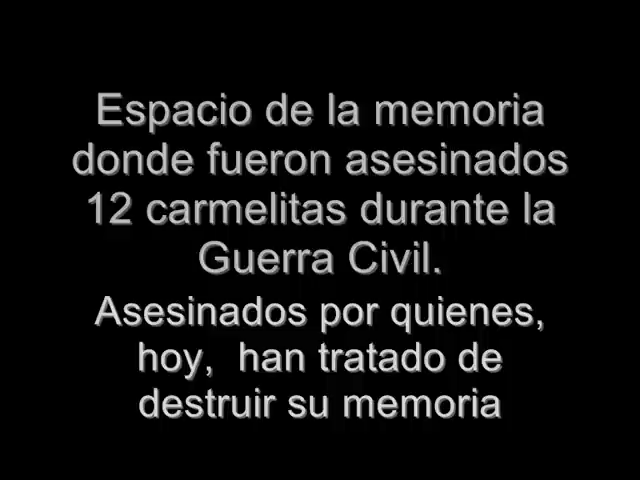 Espacio de la memoria
donde fueron asesinados
12 carmelitas durante la
Guerra Civil.
Asesinados por quienes,
hoy,  han tratado de
destruir su memoria